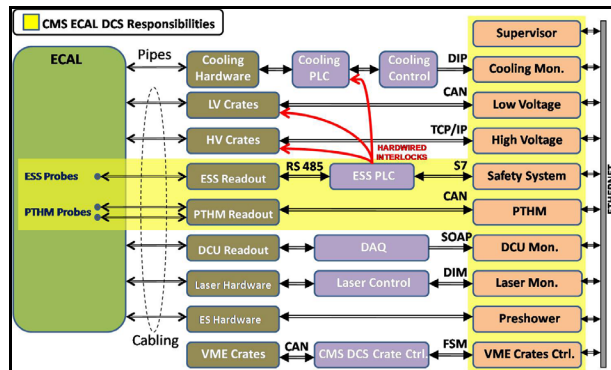 CMS ECAL DCS Responsibilities
ECAL
Pipes
Cooling
Hardware
Cooling
PLC
Cooling
Control
DIP
Supervisor
Cooling Mon.
LV Crates
CAN
Low Voltage
HV Crates
TCP/IP
High Voltage
HARDWIRED
INTERLOCKS
ESS Probes
ESS Readout
RS 485
ESS PLC
S7
Safety System
PTHM Probes
PTHM Readout
CAN
PTHM
DCU Readout
DAQ
SOAP
DCU Mon.
Laser Hardware
Laser Control
DIM
Laser Mon.
ES Hardware
Preshower
Cabling
VME Crates
CAN
CMS DCS Crate Ctrl.
FSM
VME Crates Ctrl.
ETHERNET